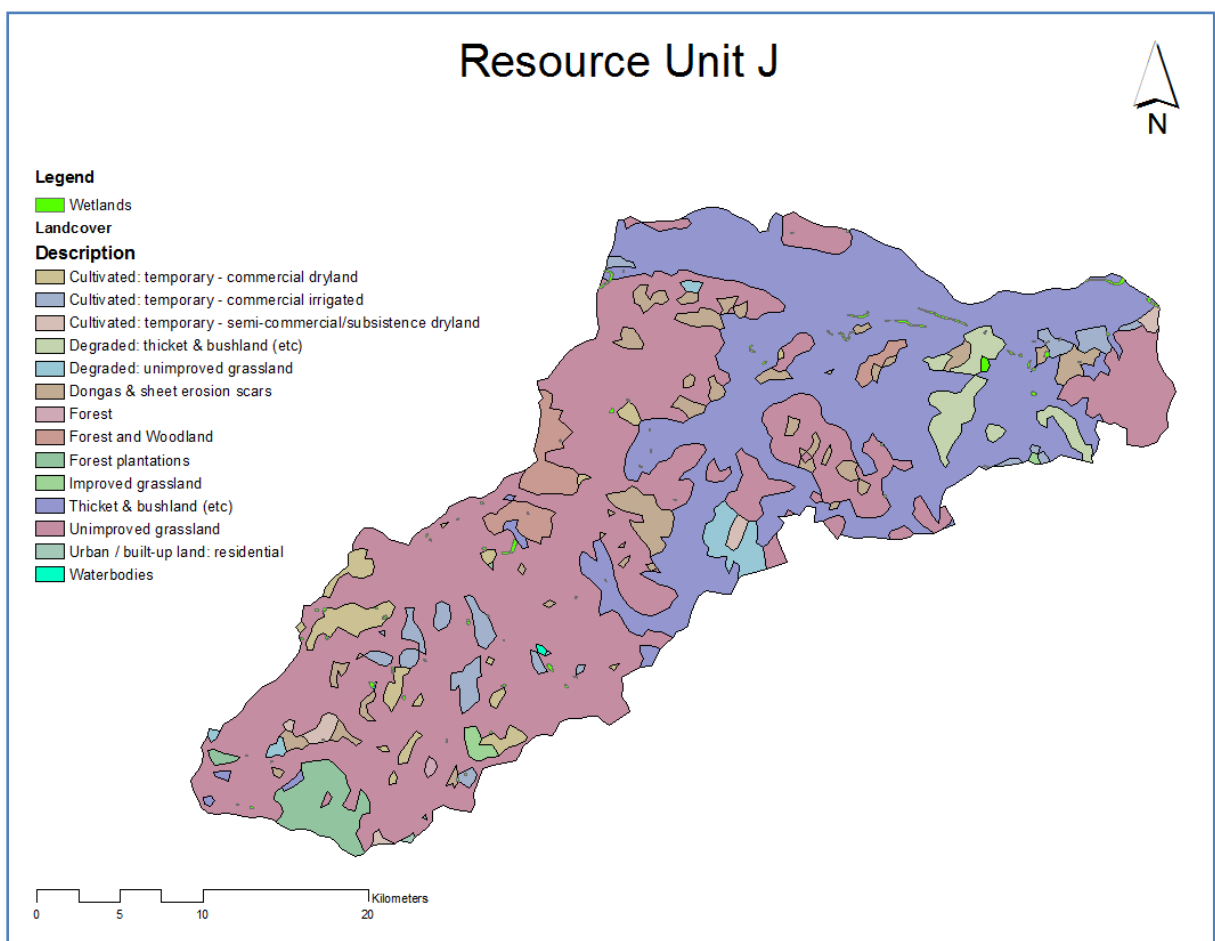 Resource Unit J
N
Legend
Wetlands
Landcover
Description
Cultivated: temporary - commercial dryland
Cultivated: temporary - commercial irrigated
Cultivated: temporary - semi-commercial/subsistence dryland
Degraded: thicket & bushland (etc)
Degraded: unimproved grassland
Dongas & sheet erosion scars
Forest
Forest and Woodland
Forest plantations
Improved grassland
Thicket & bushland (etc)
Unimproved grassland
Urban / built-up land: residential
Waterbodies
Kilometers
0 5 10 20